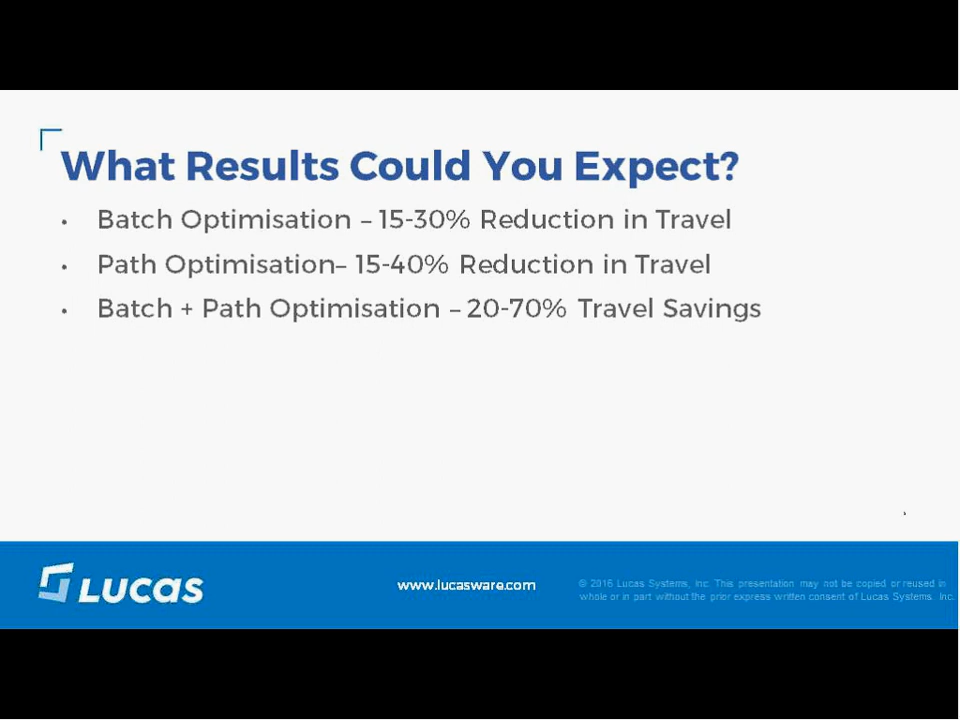 What Results Could You Expect?
• Batch Optimisation – 15-30% Reduction in Travel
• Path Optimisation– 15-40% Reduction in Travel
• Batch + Path Optimisation – 20-70% Travel Savings
LUCAS
www.lucasware.com
© 2016 Lucas Systems, Inc. This presentation may not be copied or reused in
whole or in part without the prior express written consent of Lucas Systems, Inc.